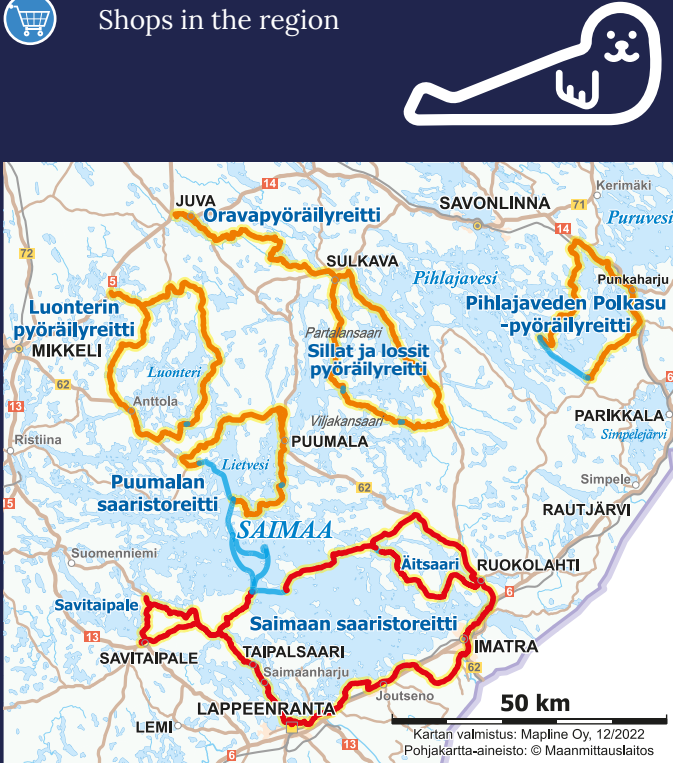 Shops in the region
14
JUVA
Oravapyöräilyreitti
SAVONLINNA
Kerimäki
71
14
Puruvesi
72
SULKAVA
Pihlajavesi
5
Punkaharju
Luonterin
pyöräilyreitti
Pihlajaveden Polkasu
-pyöräilyreitti
Partalansaari
MIKKELI
Sillat ja lossit
pyöräilyreitti
Luonteri
62
6
13
Anttola
PARIKKALA
Viljakansaari
Simpelejärvi
Ristiina
PUUMALA
Lietvesi
Puumalan
saaristoreitti
62
Simpele
15
RAUTJÄRVI
SAIMAA
Suomenniemi
Äitsaari
RUOKOLAHTI
6
Savitaipale
Saimaan saaristoreitti
13
IMATRA
SAVITAIPALE
TAIPALSAARI
62
Saimaanharju
Joutseno
LAPPEENRANTA
50 km
LEMI
Kartan valmistus: Mapline Oy, 12/2022
13
6
Pohjakartta-aineisto: © Maanmittauslaitos